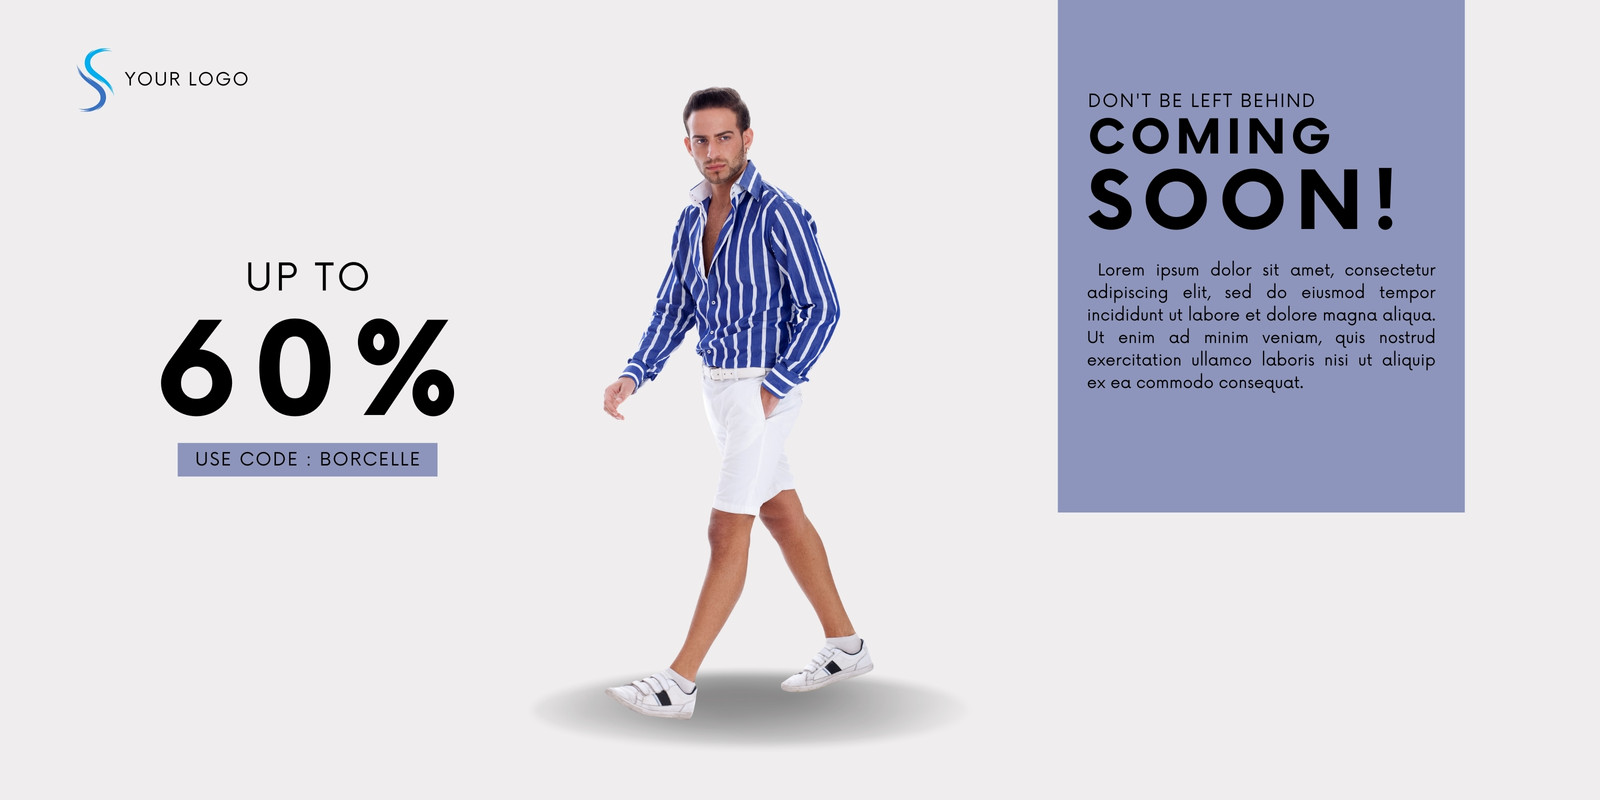 YOUR LOGO
UP TO
60%
USE CODE : BORCELLE
DON'T BE LEFT BEHIND
COMING
SOON!
Lorem ipsum dolor sit amet, consectetur
adipiscing elit, sed do eiusmod tempor
incididunt ut labore et dolore magna aliqua.
Ut enim ad minim veniam, quis nostrud
exercitation ullamco laboris nisi ut aliquip
ex ea commodo consequat.